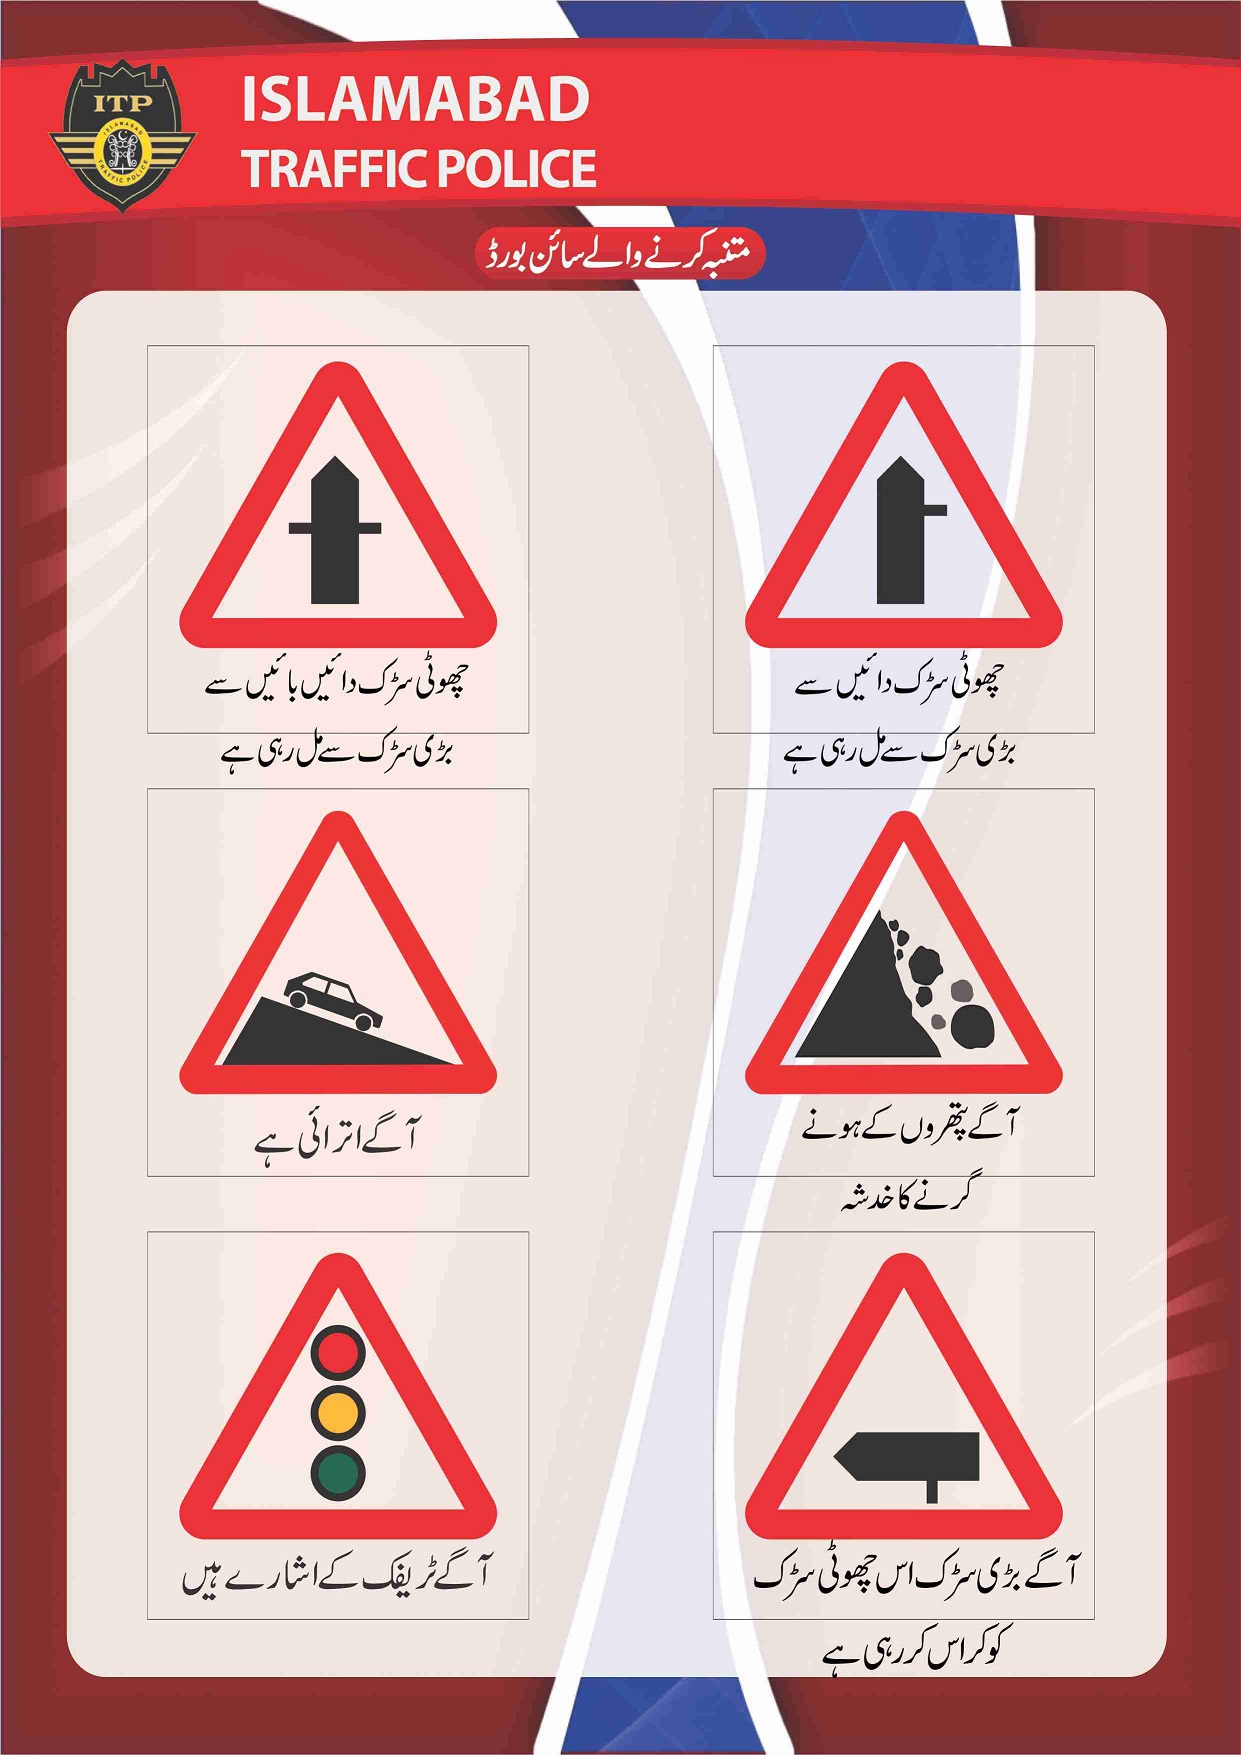 ITP
ISLAMABAD
TRAFFIC POLICE
ISLAMABAD
TRAFFIC POLICE
متنبہ کرنے والے سائن بورڈ
چھوٹی سڑک دائیں سے
بڑی سڑک سے مل رہی ہے
چھوٹی سڑک دائیں بائیں سے
بڑی سڑک سے مل رہی ہے
آگے پتھروں کے ہونے
گرنے کا خدشہ
آگے اترائی ہے
آگے بڑی سڑک اس چھوٹی سڑک
کو کراس کر رہی ہے
آگے ٹریفک کے اشارے ہیں